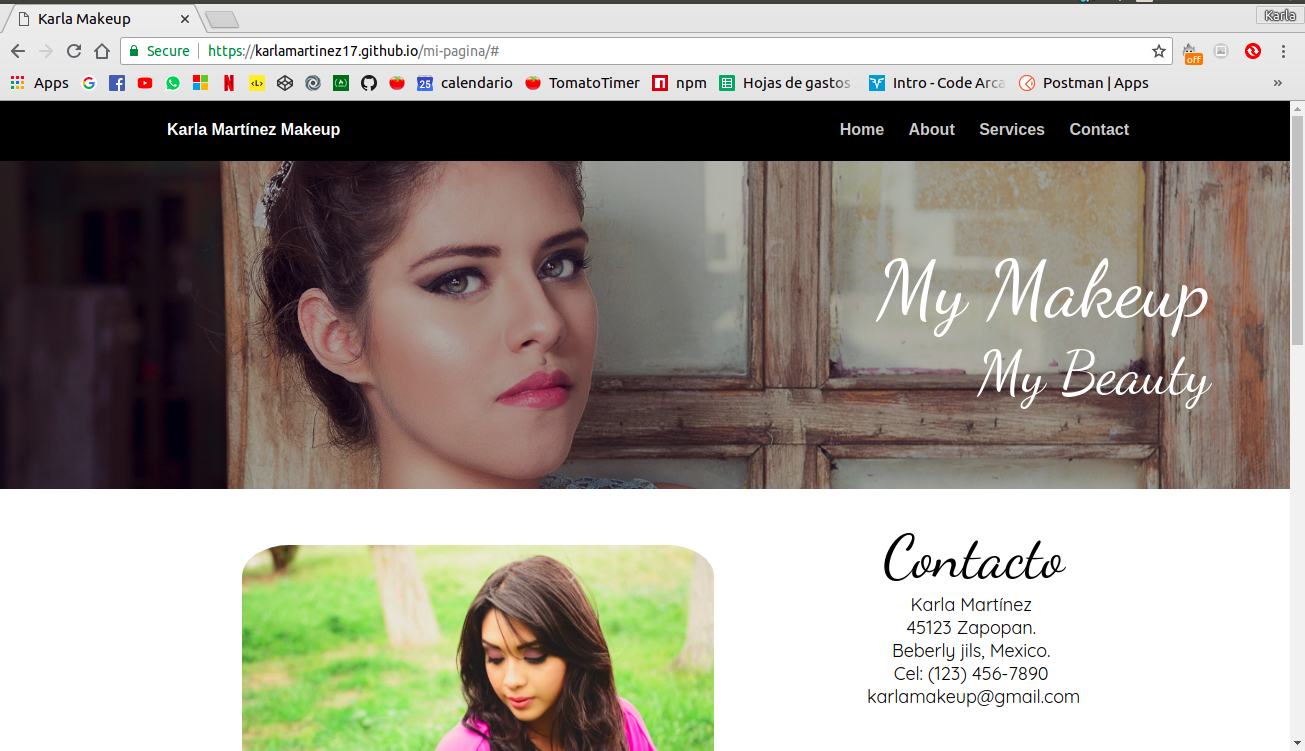 Karla Makeup
Karla
Secure https://karlamartinez17.github.io/mi-pagina/#
off
Apps 25 calendario TomatoTimer npm Hojas de gastos Intro - Code Arca Postman | Apps »
Karla Martínez Makeup Home About Services Contact
My Makeup
My Beauty
Contacto
Karla Martínez
45123 Zapopan.
Beberly jils, Mexico.
Cel: (123) 456-7890
karlamakeup@gmail.com